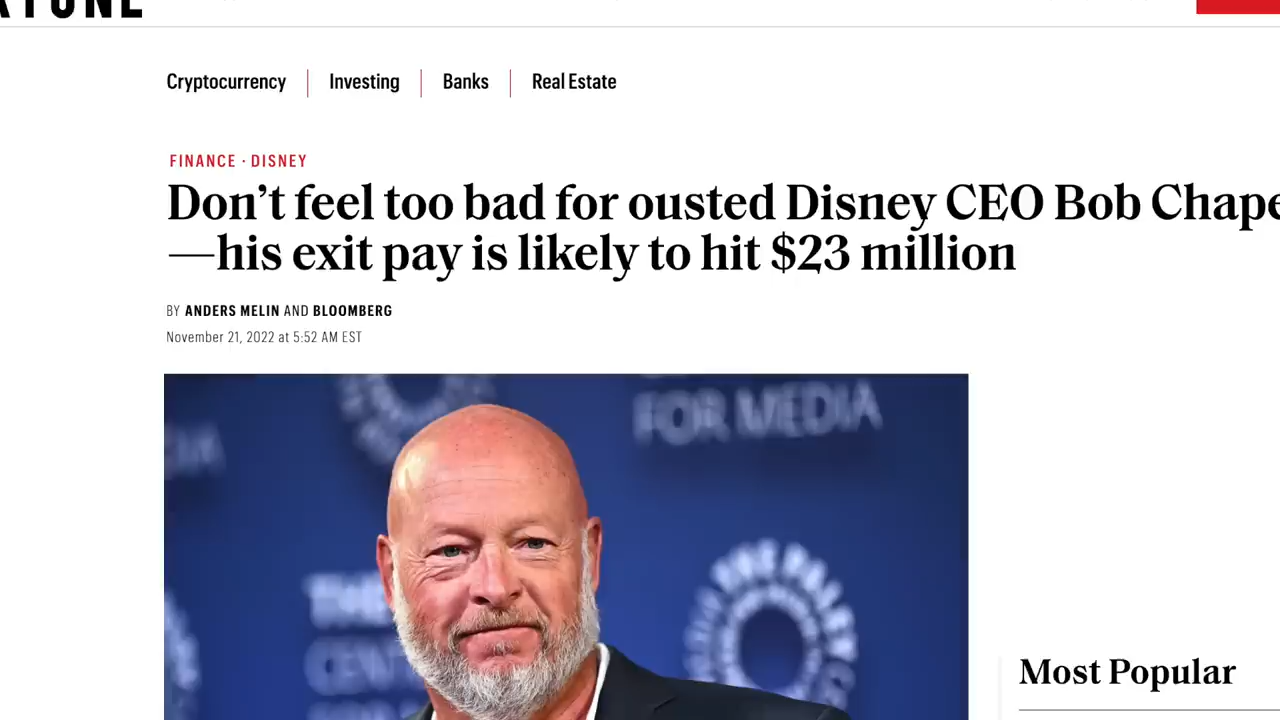 Cryptocurrency Investing Banks Real Estate
FINANCE · DISNEY
Don’t feel too bad for ousted Disney CEO Bob Chape
—his exit pay is likely to hit $23 million
BY ANDERS MELIN AND BLOOMBERG
November 21, 2022 at 5:52 AM EST
FOR MEDIA
THE PALEY
Most Popular